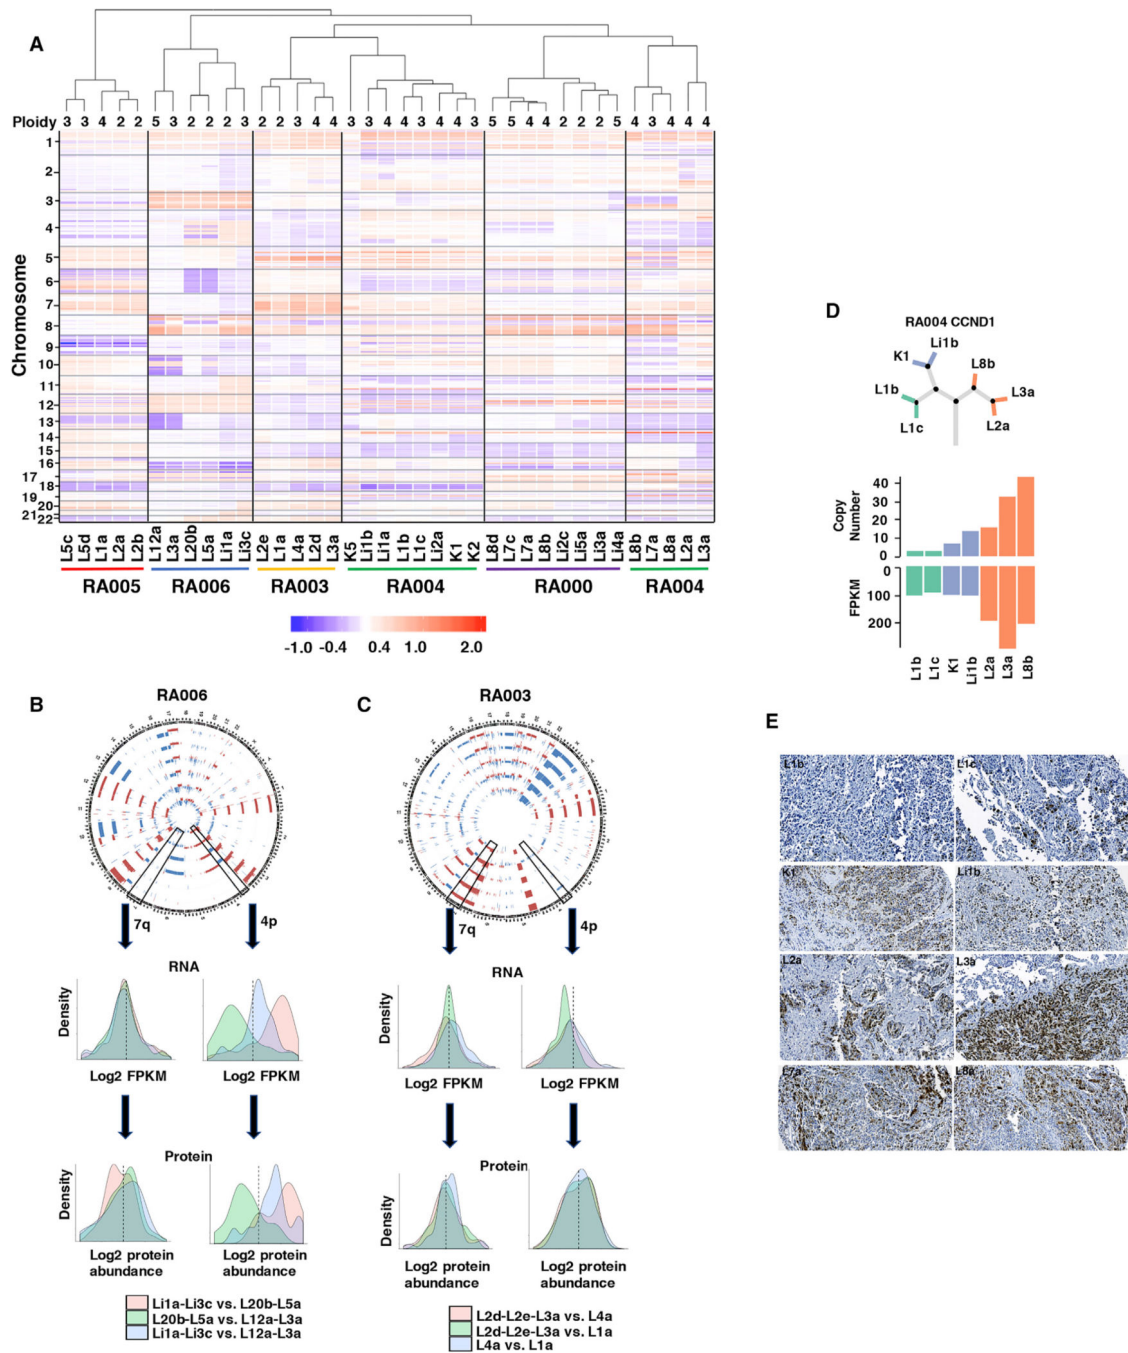 A
Ploidy 3 3 4 2 2 5 3 2 2 2 3 2 2 3 4 4 3 3 4 4 3 4 4 3 5 5 4 4 2 2 2 5 4 3 4 4 4
Chromosome
1
2
3
4
5
6
7
8
9
10
11
12
13
14
15
16
17
18
19
20
21
22
L5c L5d L1a L2a L2b L12a L3a L20b L5a Li1a Li3c L2e L1a L4a L2d L3a K5 Li1b Li1a L1b L1c Li2a K1 K2 L8d L7c L7a L8b Li2c Li5a Li3a Li4a L8b L7a L8a L2a L3a
RA005 RA006 RA003 RA004 RA000 RA004
-1.0 -0.4 0.4 1.0 2.0
D
RA004 CCND1
K1 Li1b
L8b
L1b
L3a
L1c
L2a
Copy Number
40
30
20
10
0
FPKM
0
100
200
L1b L1c K1 Li1b L2a L3a L8b
B
RA006
7q
4p
RNA
Density
Log2 FPKM
Log2 FPKM
Protein
Density
Log2 protein abundance
Log2 protein abundance
Li1a-Li3c vs. L20b-L5a
L20b-L5a vs. L12a-L3a
Li1a-Li3c vs. L12a-L3a
C
RA003
7q
4p
RNA
Density
Log2 FPKM
Log2 FPKM
Protein
Density
Log2 protein abundance
Log2 protein abundance
L2d-L2e-L3a vs. L4a
L2d-L2e-L3a vs. L1a
L4a vs. L1a
E
L1b
L1c
K1
Li1b
L2a
L3a
L7a
L8a